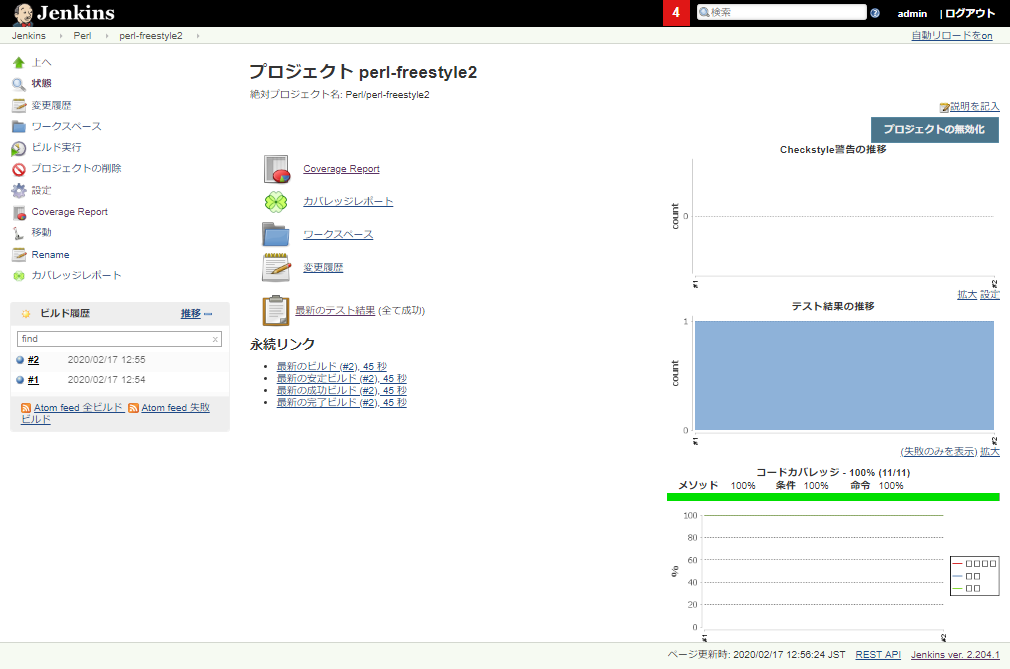 Jenkins
4
検索
admin
| ログアウト
Jenkins
Perl
perl-freestyle2
自動リロードをon
上へ
状態
変更履歴
ワークスペース
ビルド実行
プロジェクトの削除
設定
Coverage Report
移動
Rename
カバレッジレポート
ビルド履歴
推移
find
x
#2 2020/02/17 12:55
#1 2020/02/17 12:54
Atom feed 全ビルド Atom feed 失敗
ビルド
プロジェクト perl-freestyle2
絶対プロジェクト名: Perl/perl-freestyle2
Coverage Report
カバレッジレポート
ワークスペース
変更履歴
最新のテスト結果 (全て成功)
永続リンク
最新のビルド (#2), 45 秒
最新の安定ビルド (#2), 45 秒
最新の成功ビルド (#2), 45 秒
最新の完了ビルド (#2), 45 秒
説明を記入
プロジェクトの無効化
Checkstyle警告の推移
count
0
#1
#2
拡大 設定
テスト結果の推移
count
1
0
#1
#2
(失敗のみを表示) 拡大
コードカバレッジ - 100% (11/11)
メソッド 100% 条件 100% 命令 100%
%
100
80
60
40
20
0
#1
#2
□□□□
□□
□□
ページ更新時: 2020/02/17 12:56:24 JST
REST API
Jenkins ver. 2.204.1